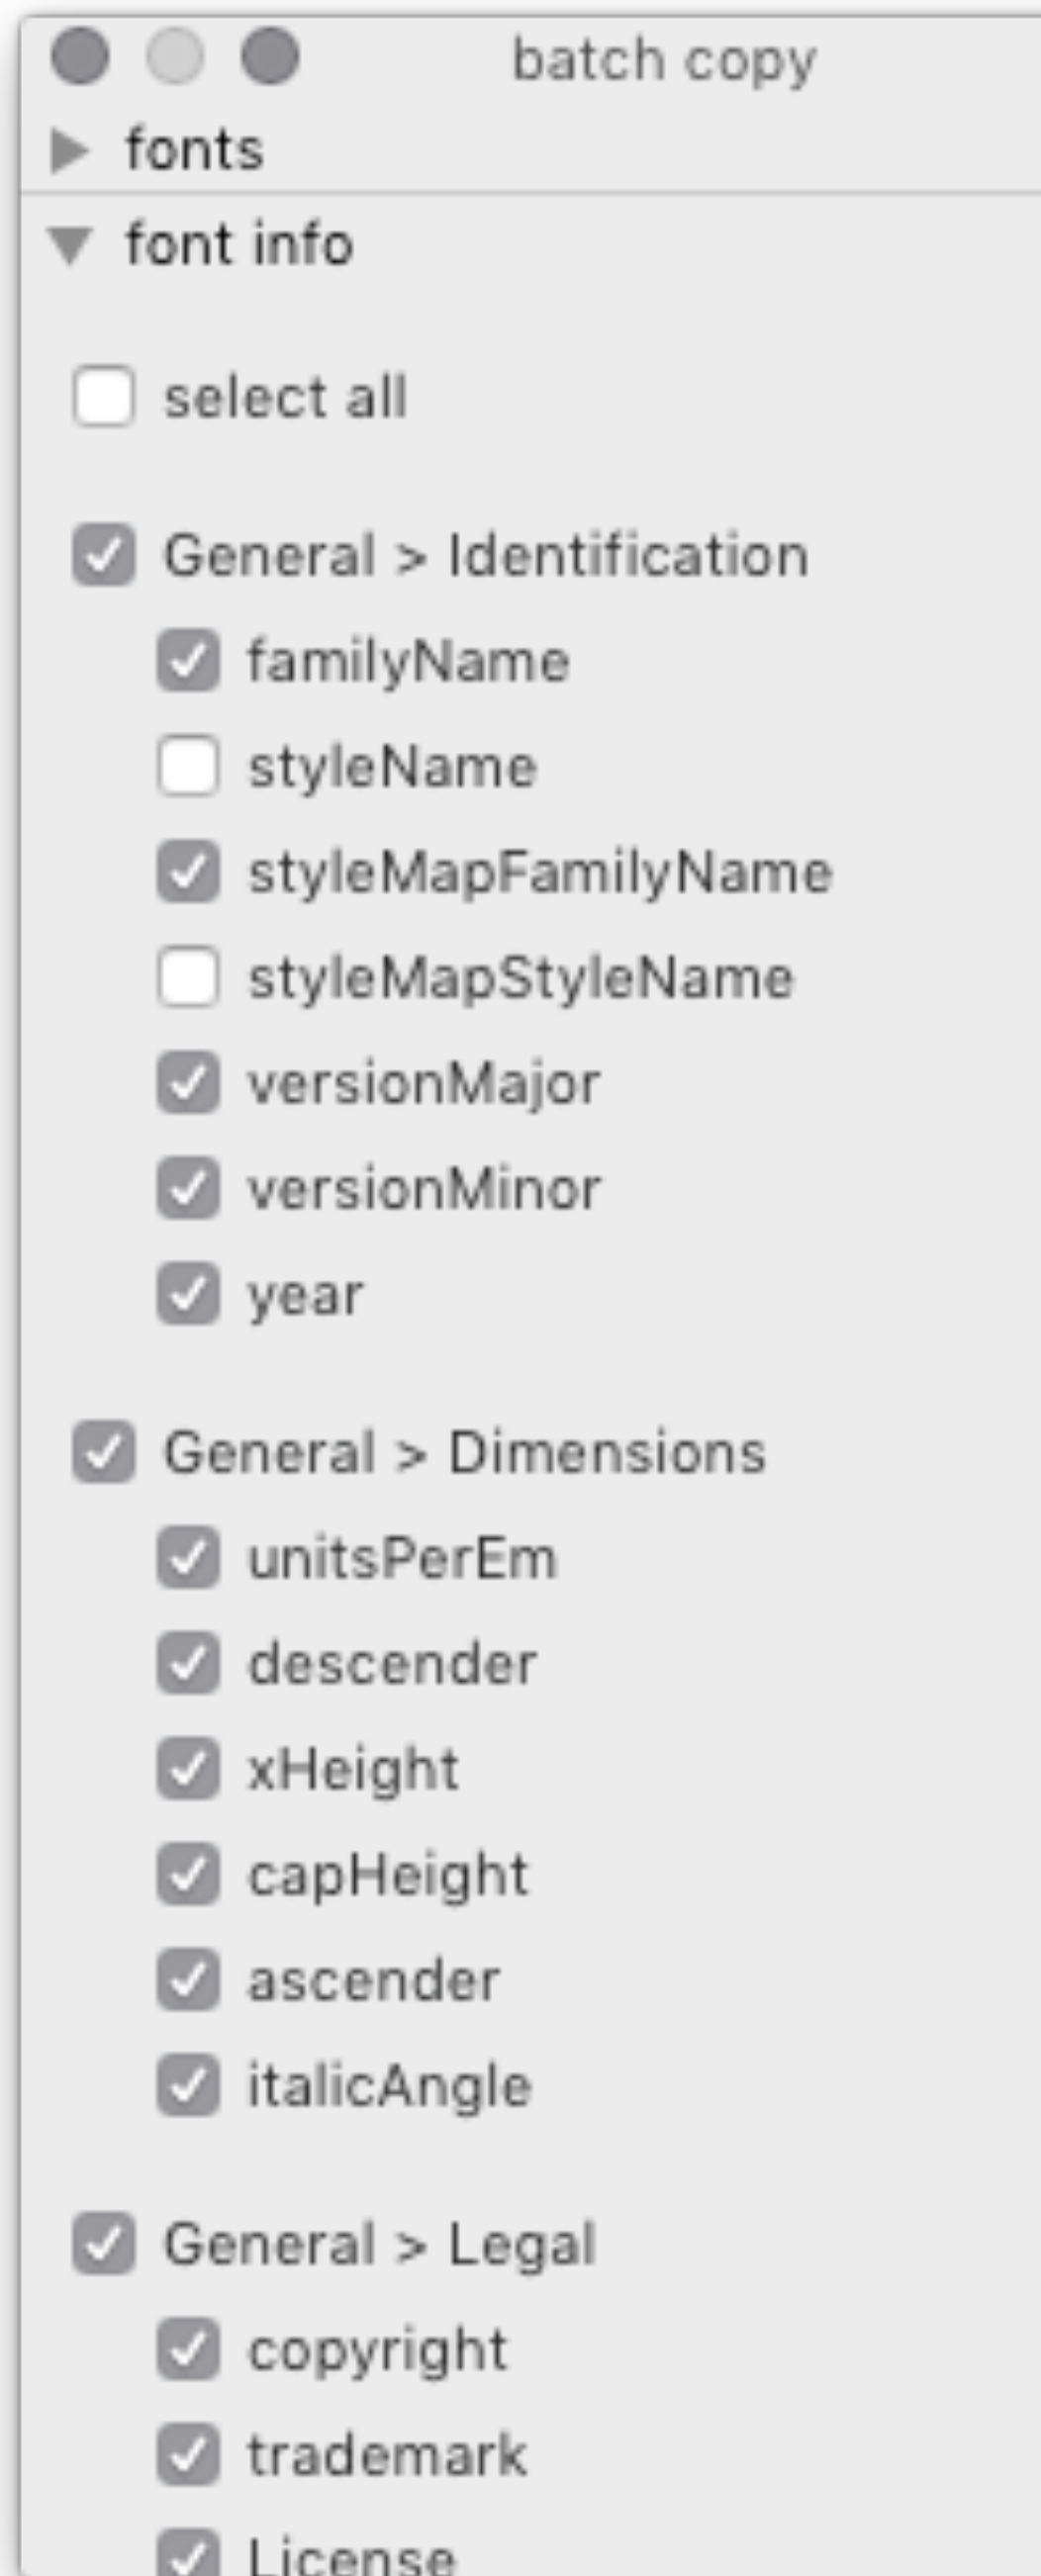 batch copy
fonts
font info
select all
General > Identification
familyName
styleName
styleMapFamilyName
styleMapStyleName
versionMajor
versionMinor
year
General > Dimensions
unitsPerEm
descender
xHeight
capHeight
ascender
italicAngle
General > Legal
copyright
trademark
License